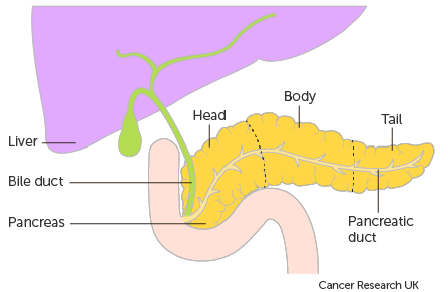 Body
Head
Tail
Liver
Bile duct
Pancreas
Pancreatic
duct
Cancer Research UK